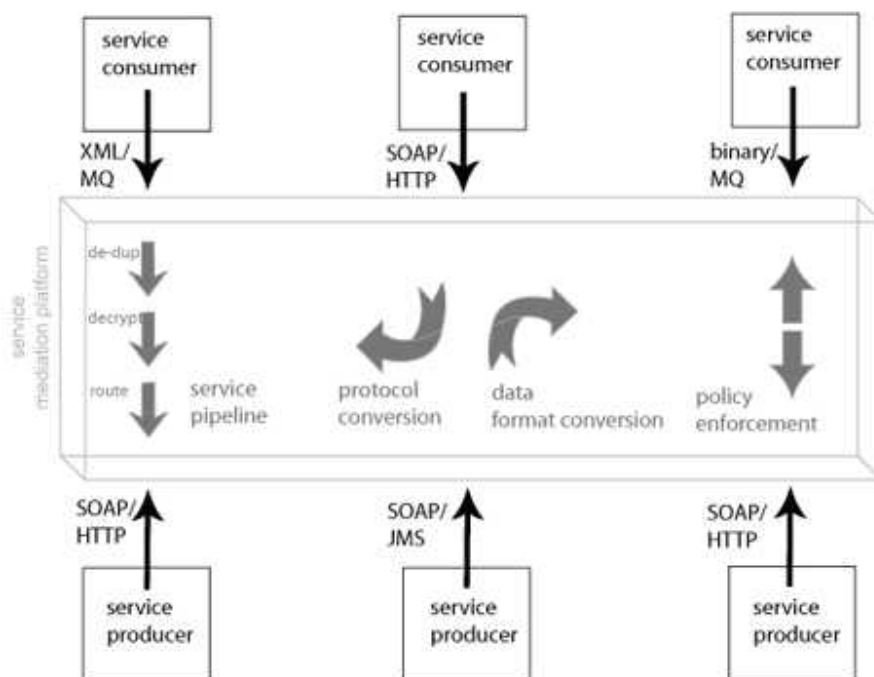 service
consumer
service
consumer
service
consumer
XML/
MQ
SOAP/
HTTP
binary/
MQ
service
mediation platform
de-dup
decrypt
route
service
pipeline
protocol
conversion
data
format conversion
policy
enforcement
SOAP/
HTTP
SOAP/
JMS
SOAP/
HTTP
service
producer
service
producer
service
producer